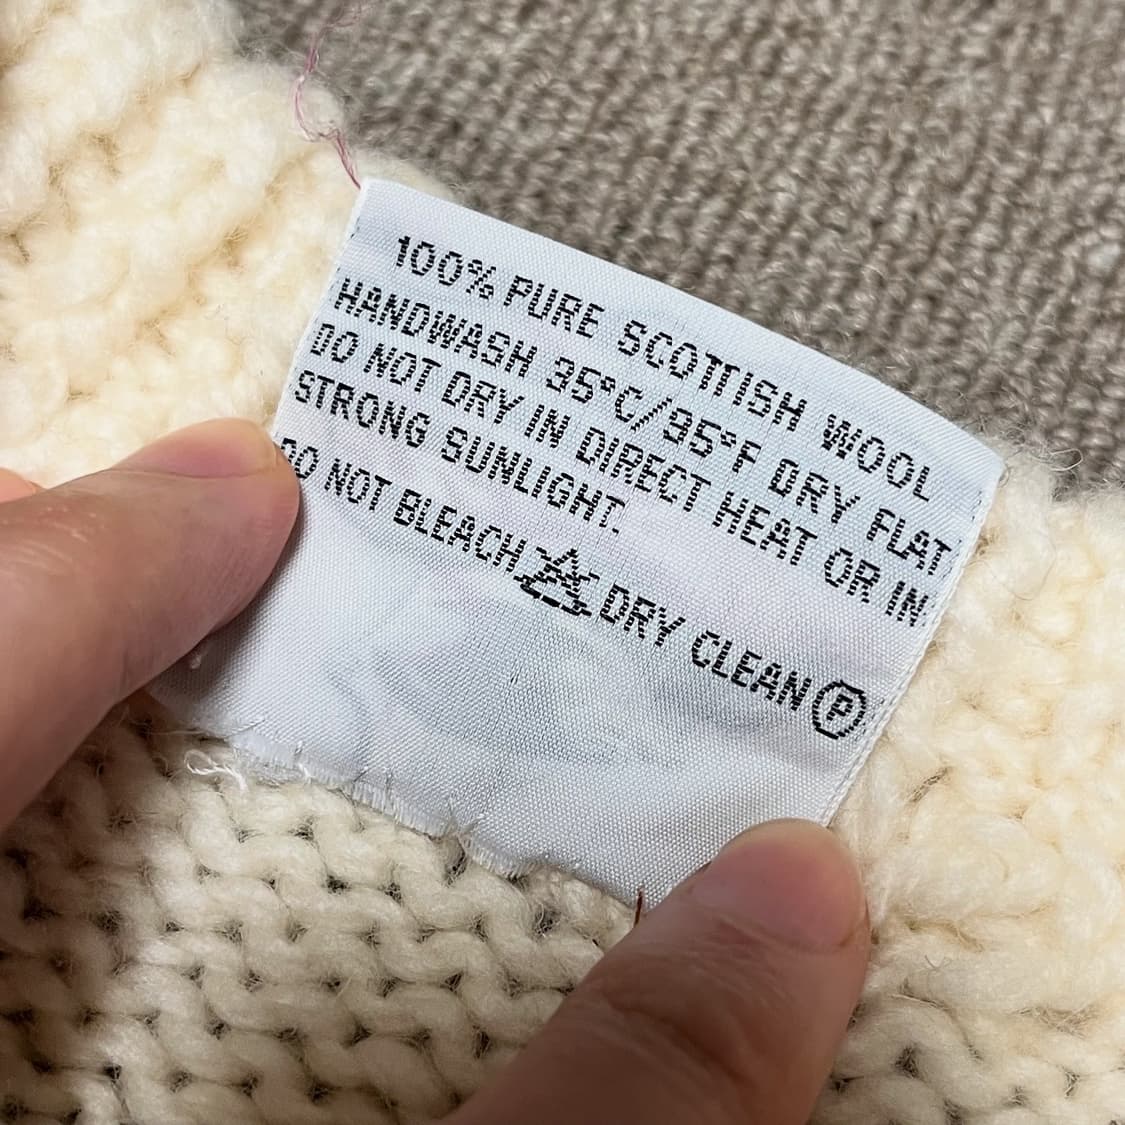 100% PURE SCOTTISH WOOL
HANDWASH 35°C/95°F DRY FLAT
DO NOT DRY IN DIRECT HEAT OR IN
STRONG SUNLIGHT.
DO NOT BLEACH DRY CLEAN P